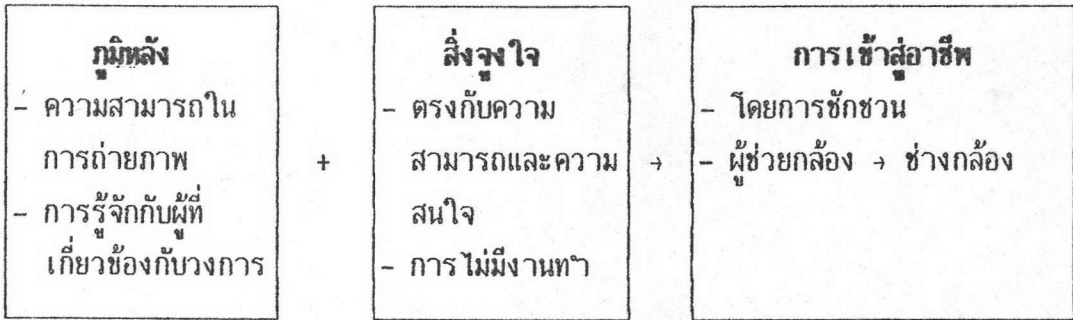 ภูมิหลัง
- ความสามารถใน
การถ่ายภาพ
- การรู้จักกับผู้ที่
เกี่ยวข้องกับวงการ
+
สิ่งจูงใจ
- ตรงกับความ
สามารถและความ
สนใจ
- การไม่มีงานทำ
→
การเข้าสู่อาชีพ
- โดยการชักชวน
- ผู้ช่วยกล้อง → ช่างกล้อง